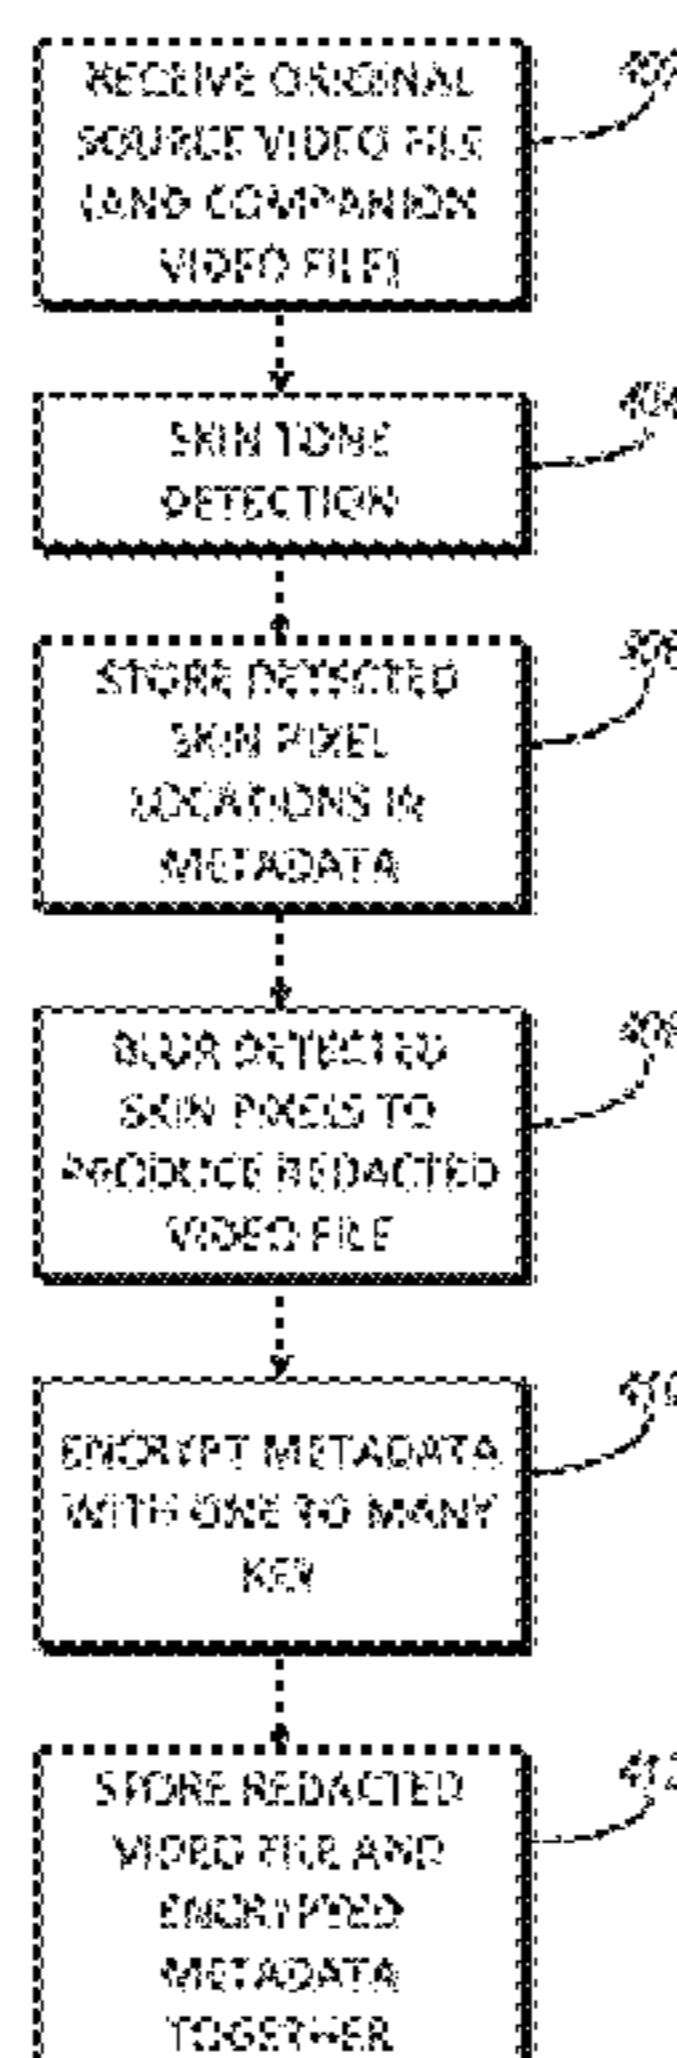 RECEIVE ORIGINAL
SOURCE VIDEO FILE
(AND COMPANION
VIDEO FILE)
SKIN TONE
DETECTION
STORE DETECTED
SKIN PIXEL
LOCATIONS IN
METADATA
BLUR DETECTED
SKIN PIXELS TO
PRODUCE REDACTED
VIDEO FILE
ENCRYPT METADATA
WITH ONE TO MANY
KEY
STORE REDACTED
VIDEO FILE AND
ENCRYPTED
METADATA
TOGETHER